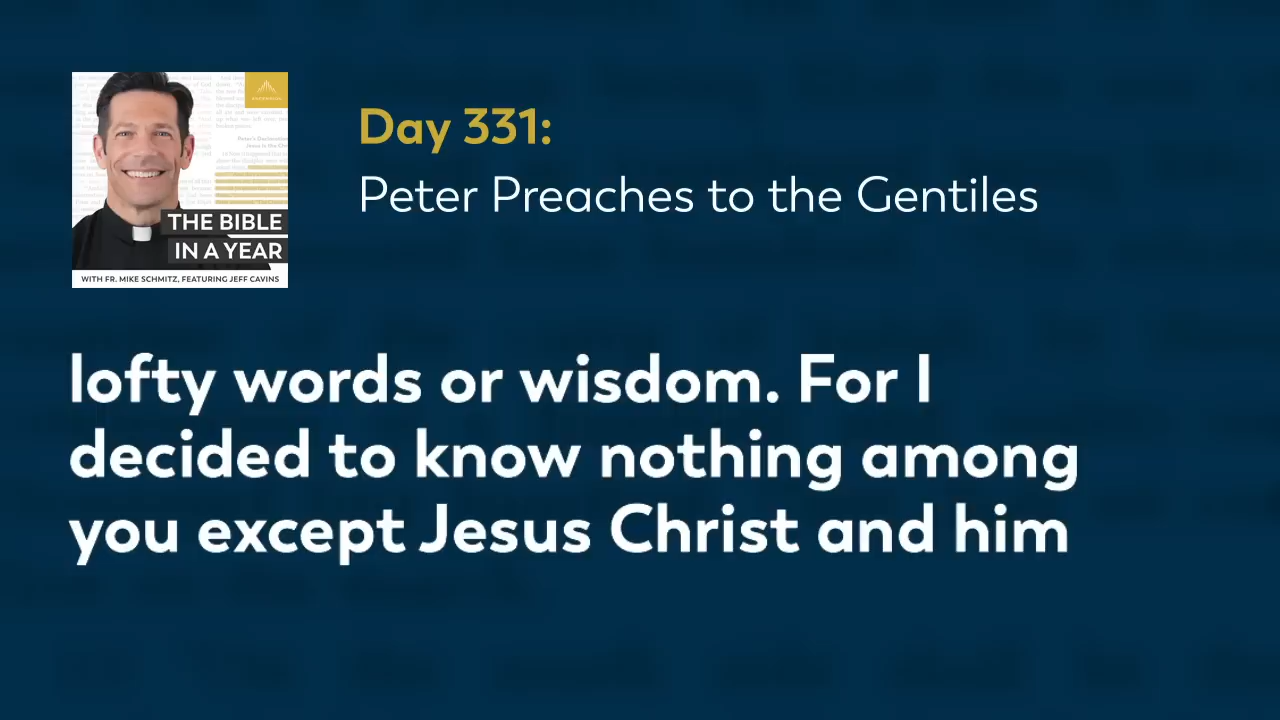 THE BIBLE
IN A YEAR
WITH FR. MIKE SCHMITZ, FEATURING JEFF CAVINS
Day 331:
Peter Preaches to the Gentiles
lofty words or wisdom. For I
decided to know nothing among
you except Jesus Christ and him